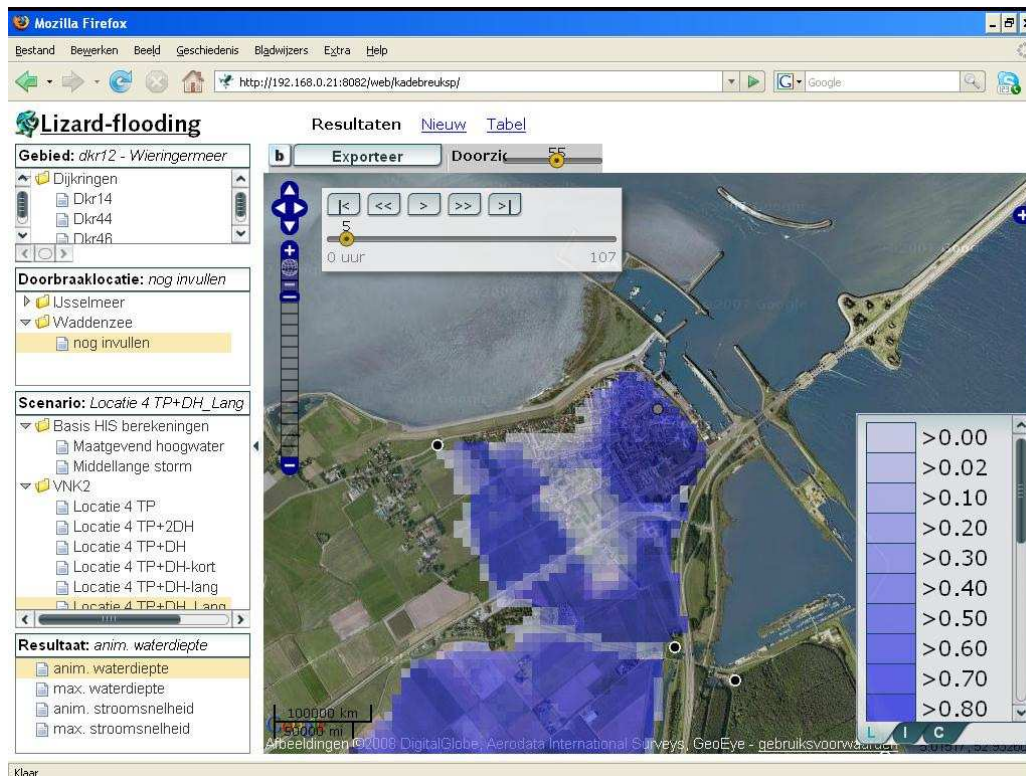 Mozilla Firefox
Bestand Bewerken Beeld Geschiedenis Bladwijzers Extra Help
http://192.168.0.21:8082/web/kadebreuksp/
Google
Lizard-flooding
Resultaten Nieuw Tabel
Gebied: dkr12 - Wieringermeer
b Exporteer Doorzic 55
Dijkringen
Dkr14
Dkr44
Dkr46
|< << > >> >|
5
0 uur 107
Doorbraaklocatie: nog invullen
IJsselmeer
Waddenzee
nog invullen
Scenario: Locatie 4 TP+DH_Lang
Basis HIS berekeningen
Maatgevend hoogwater
Middellange storm
VNK2
Locatie 4 TP
Locatie 4 TP+2DH
Locatie 4 TP+DH
Locatie 4 TP+DH-kort
Locatie 4 TP+DH-lang
Locatie 4 TP+DH_Lang
Resultaat: anim. waterdiepte
anim. waterdiepte
max. waterdiepte
anim. stroomsnelheid
max. stroomsnelheid
>0.00
>0.02
>0.10
>0.20
>0.30
>0.40
>0.50
>0.60
>0.70
>0.80
L I C
100000 km
50000 mi
Afbeeldingen ©2008 DigitalGlobe, Aerodata International Surveys, GeoEye - gebruiksvoorwaarden
Klaar